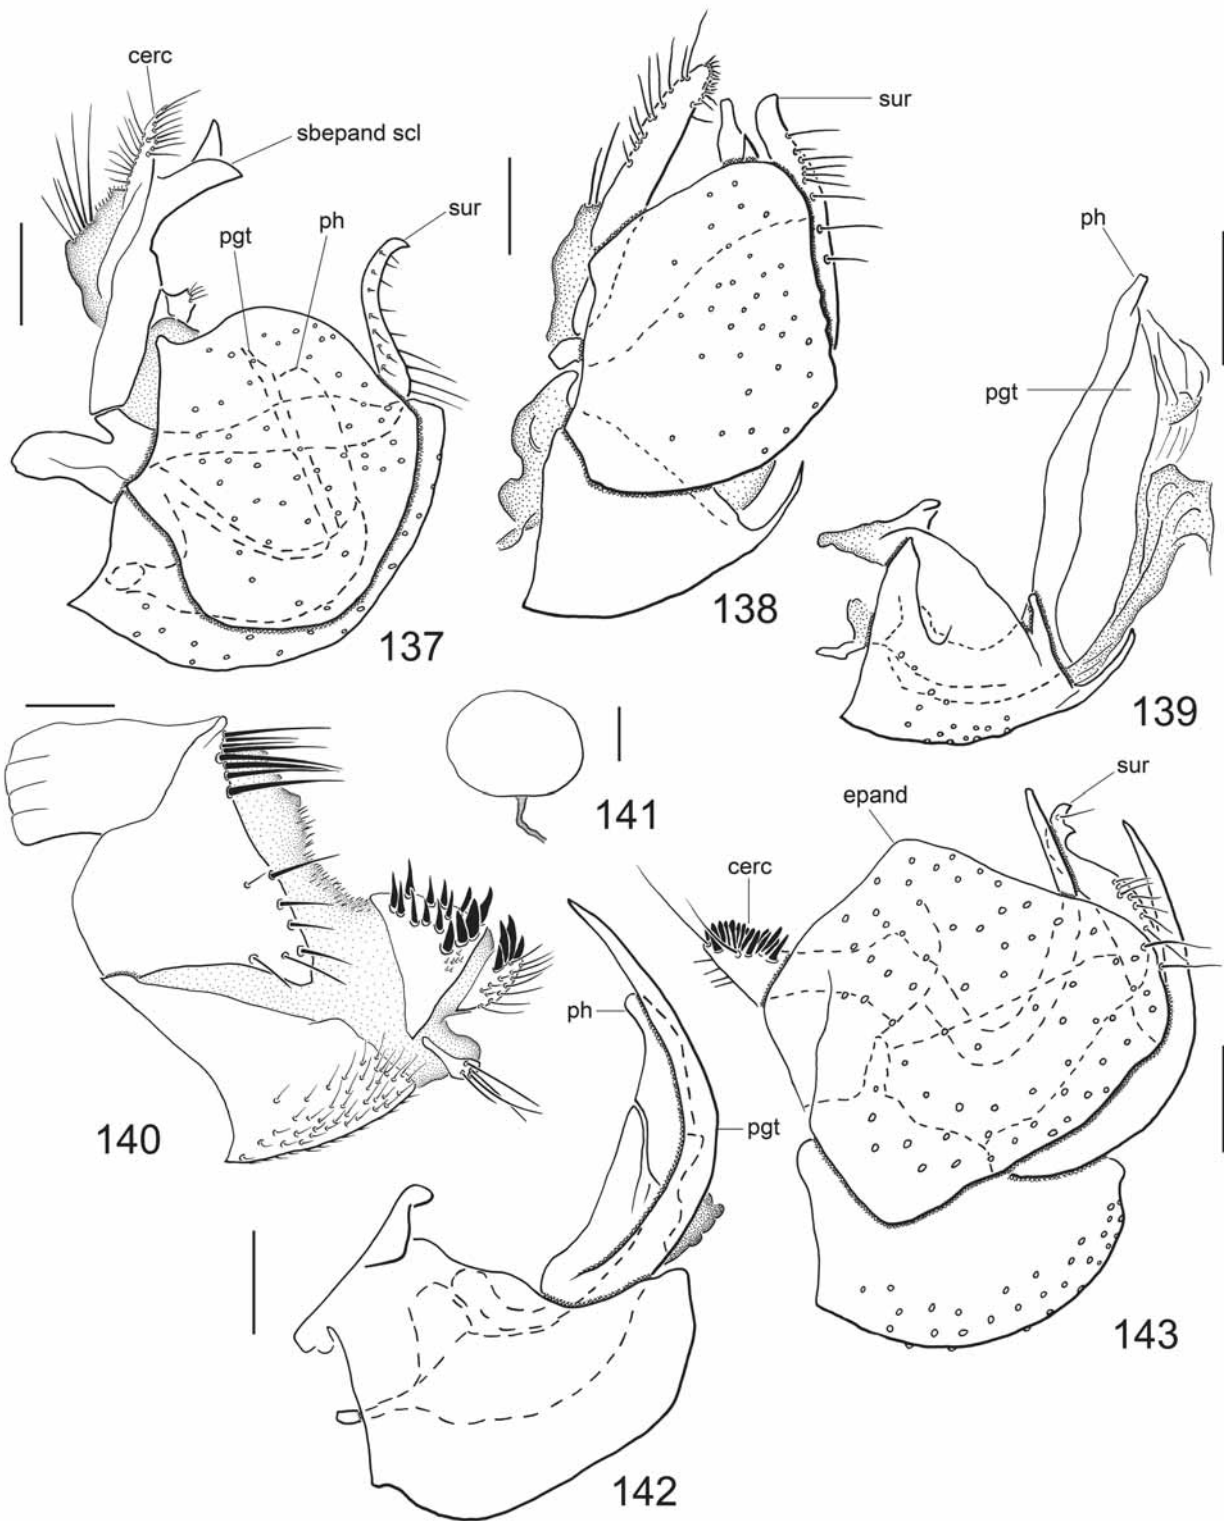 cerc
sbepand scl
pgt
ph
sur
137
sur
138
ph
pgt
139
140
141
ph
pgt
142
epand
sur
cerc
143